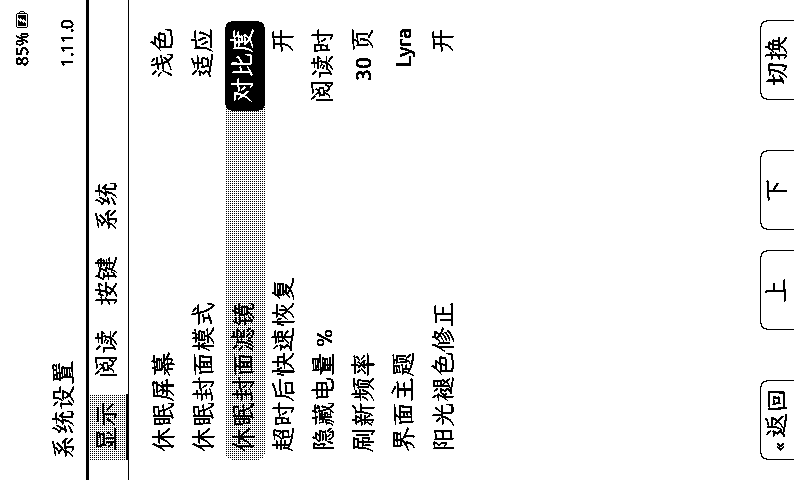 85%
系统设置 1.11.0
显示 阅读 按键 系统
休眠屏幕 浅色
休眠封面模式 适应
休眠封面滤镜 对比度
超时后快速恢复 开
隐藏电量 % 阅读时
刷新频率 30 页
界面主题 Lyra
阳光褪色修正 开
« 返回 上 下 切换